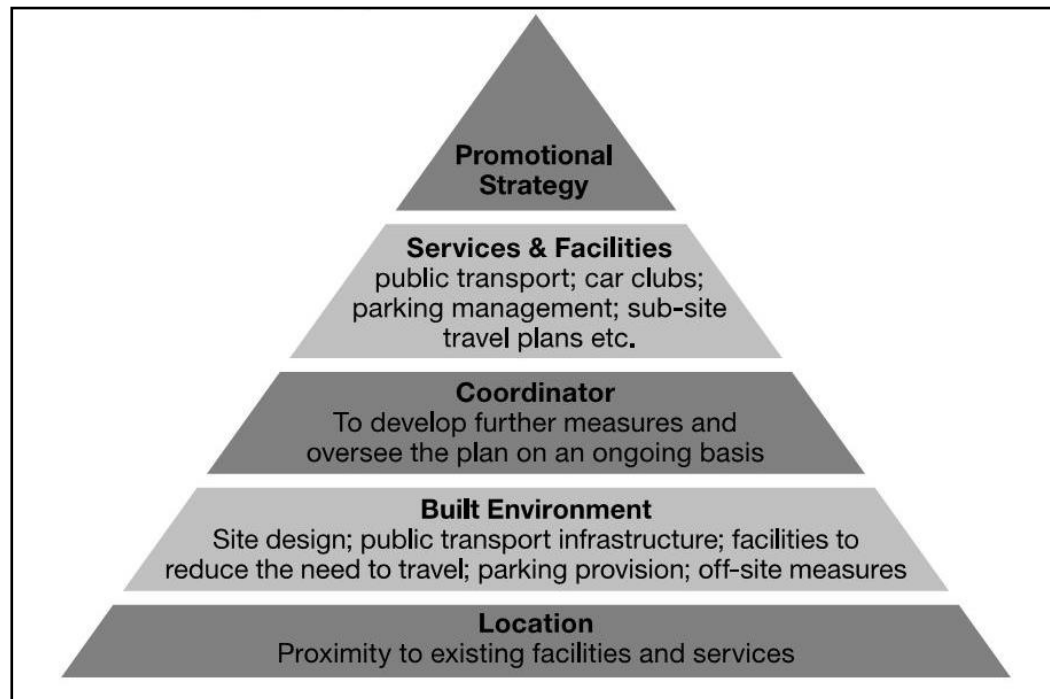 Promotional
Strategy
Services & Facilities
public transport; car clubs;
parking management; sub-site
travel plans etc.
Coordinator
To develop further measures and
oversee the plan on an ongoing basis
Built Environment
Site design; public transport infrastructure; facilities to
reduce the need to travel; parking provision; off-site measures
Location
Proximity to existing facilities and services